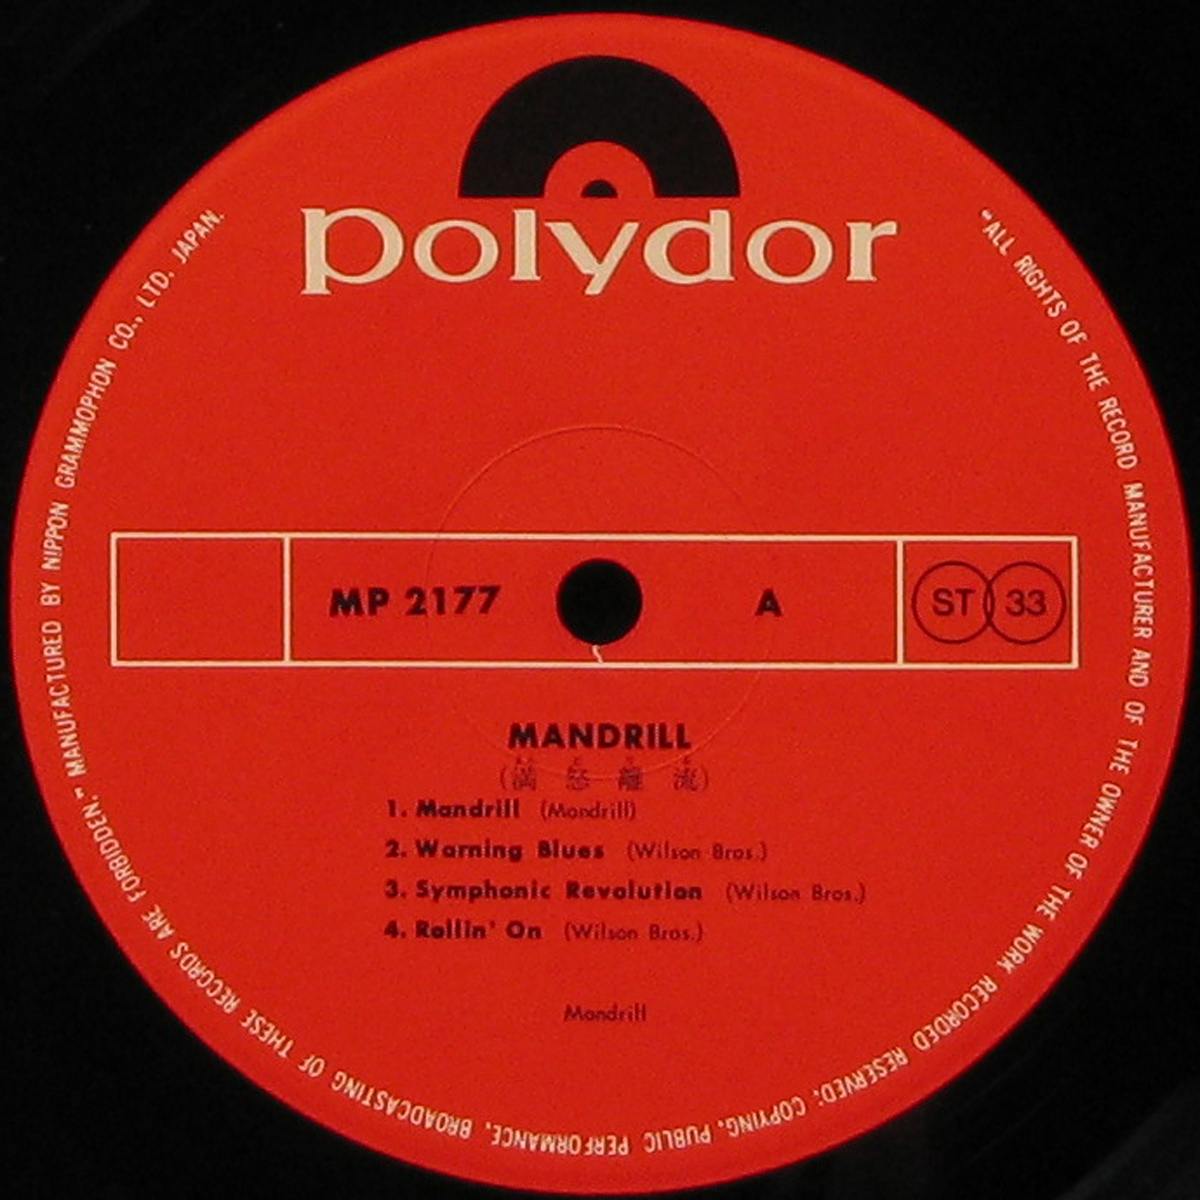 polydor
MP 2177
A
ST 33
MANDRILL
(満 怒 離 流)
1. Mandrill (Mandrill)
2. Warning Blues (Wilson Bros.)
3. Symphonic Revolution (Wilson Bros.)
4. Rollin' On (Wilson Bros.)
Mandrill
"ALL RIGHTS OF THE RECORD MANUFACTURER AND OF THE OWNER OF THE WORK RECORDED RESERVED; COPYING, PUBLIC PERFORMANCE, BROADCASTING OF THESE RECORDS ARE FORBIDDEN." MANUFACTURED BY NIPPON GRAMMOPHON CO., LTD. JAPAN.